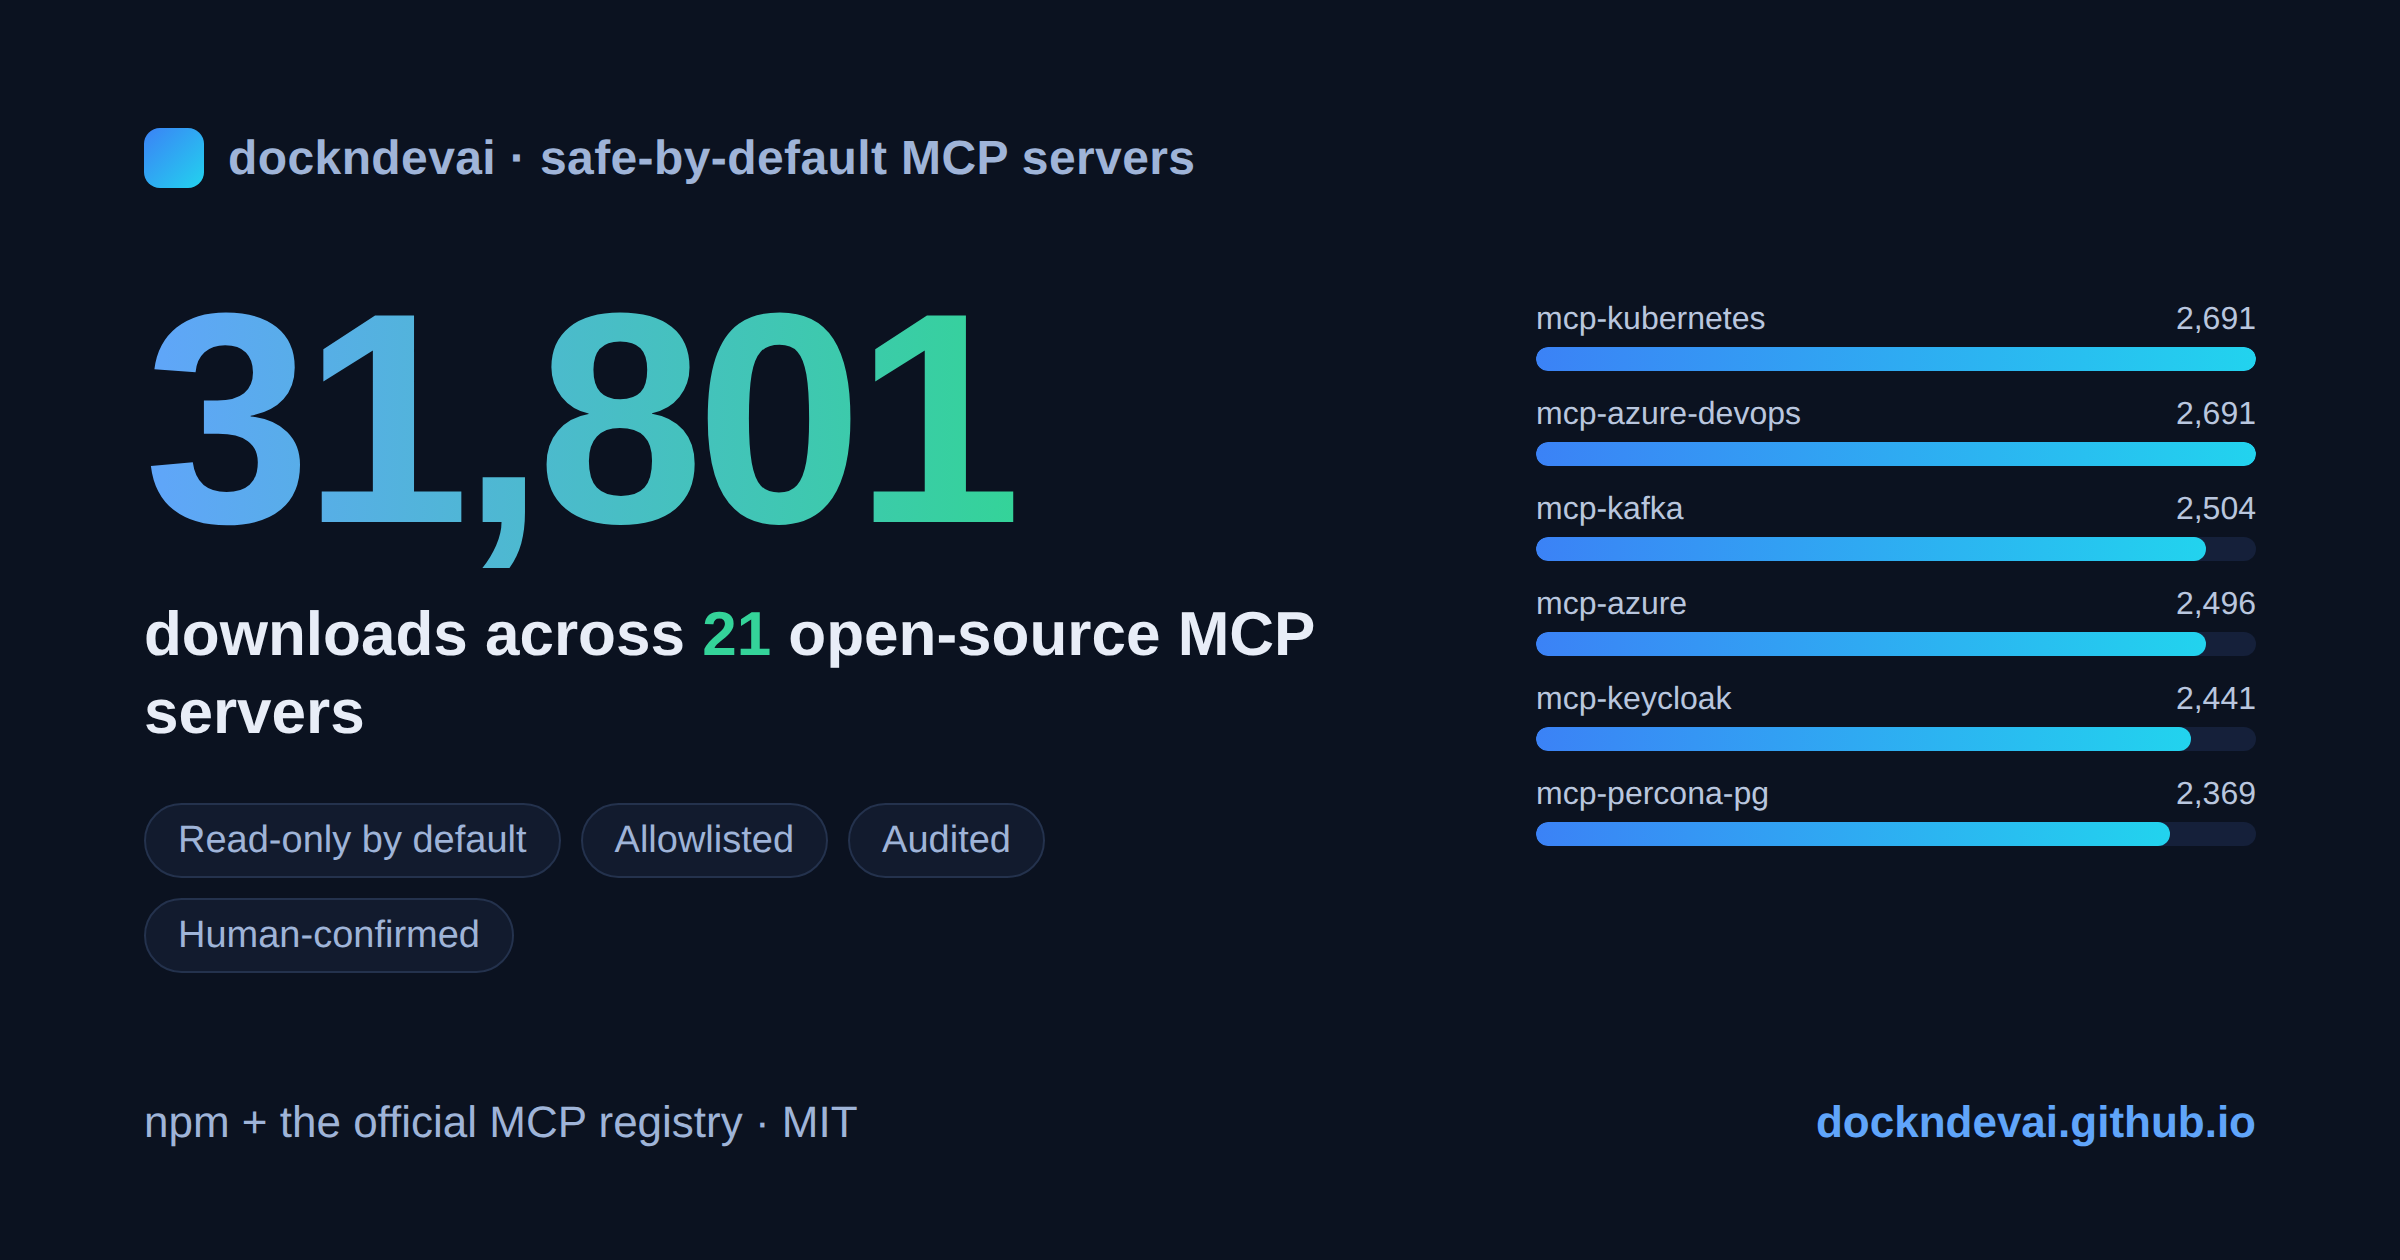 dockndevai · safe-by-default MCP servers
31,801
downloads across 21 open-source MCP
servers
Read-only by default
Allowlisted
Audited
Human-confirmed
mcp-kubernetes 2,691
mcp-azure-devops 2,691
mcp-kafka 2,504
mcp-azure 2,496
mcp-keycloak 2,441
mcp-percona-pg 2,369
npm + the official MCP registry · MIT
dockndevai.github.io